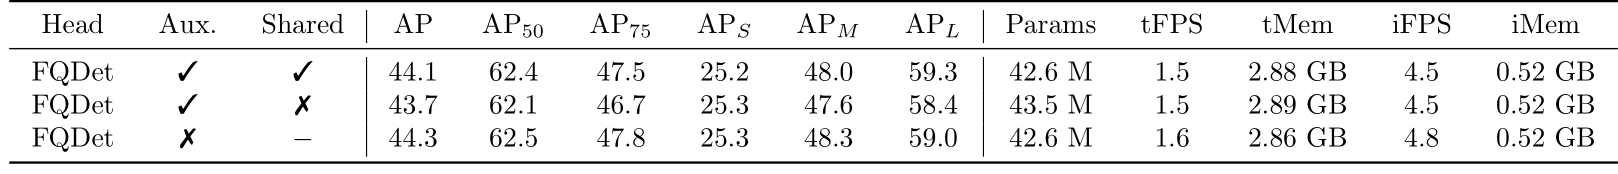 Head Aux. Shared AP AP50 AP75 APS APM APL Params tFPS tMem iFPS iMem
FQDet ✓ ✓ 44.1 62.4 47.5 25.2 48.0 59.3 42.6 M 1.5 2.88 GB 4.5 0.52 GB
FQDet ✓ ✗ 43.7 62.1 46.7 25.3 47.6 58.4 43.5 M 1.5 2.89 GB 4.5 0.52 GB
FQDet ✗ – 44.3 62.5 47.8 25.3 48.3 59.0 42.6 M 1.6 2.86 GB 4.8 0.52 GB